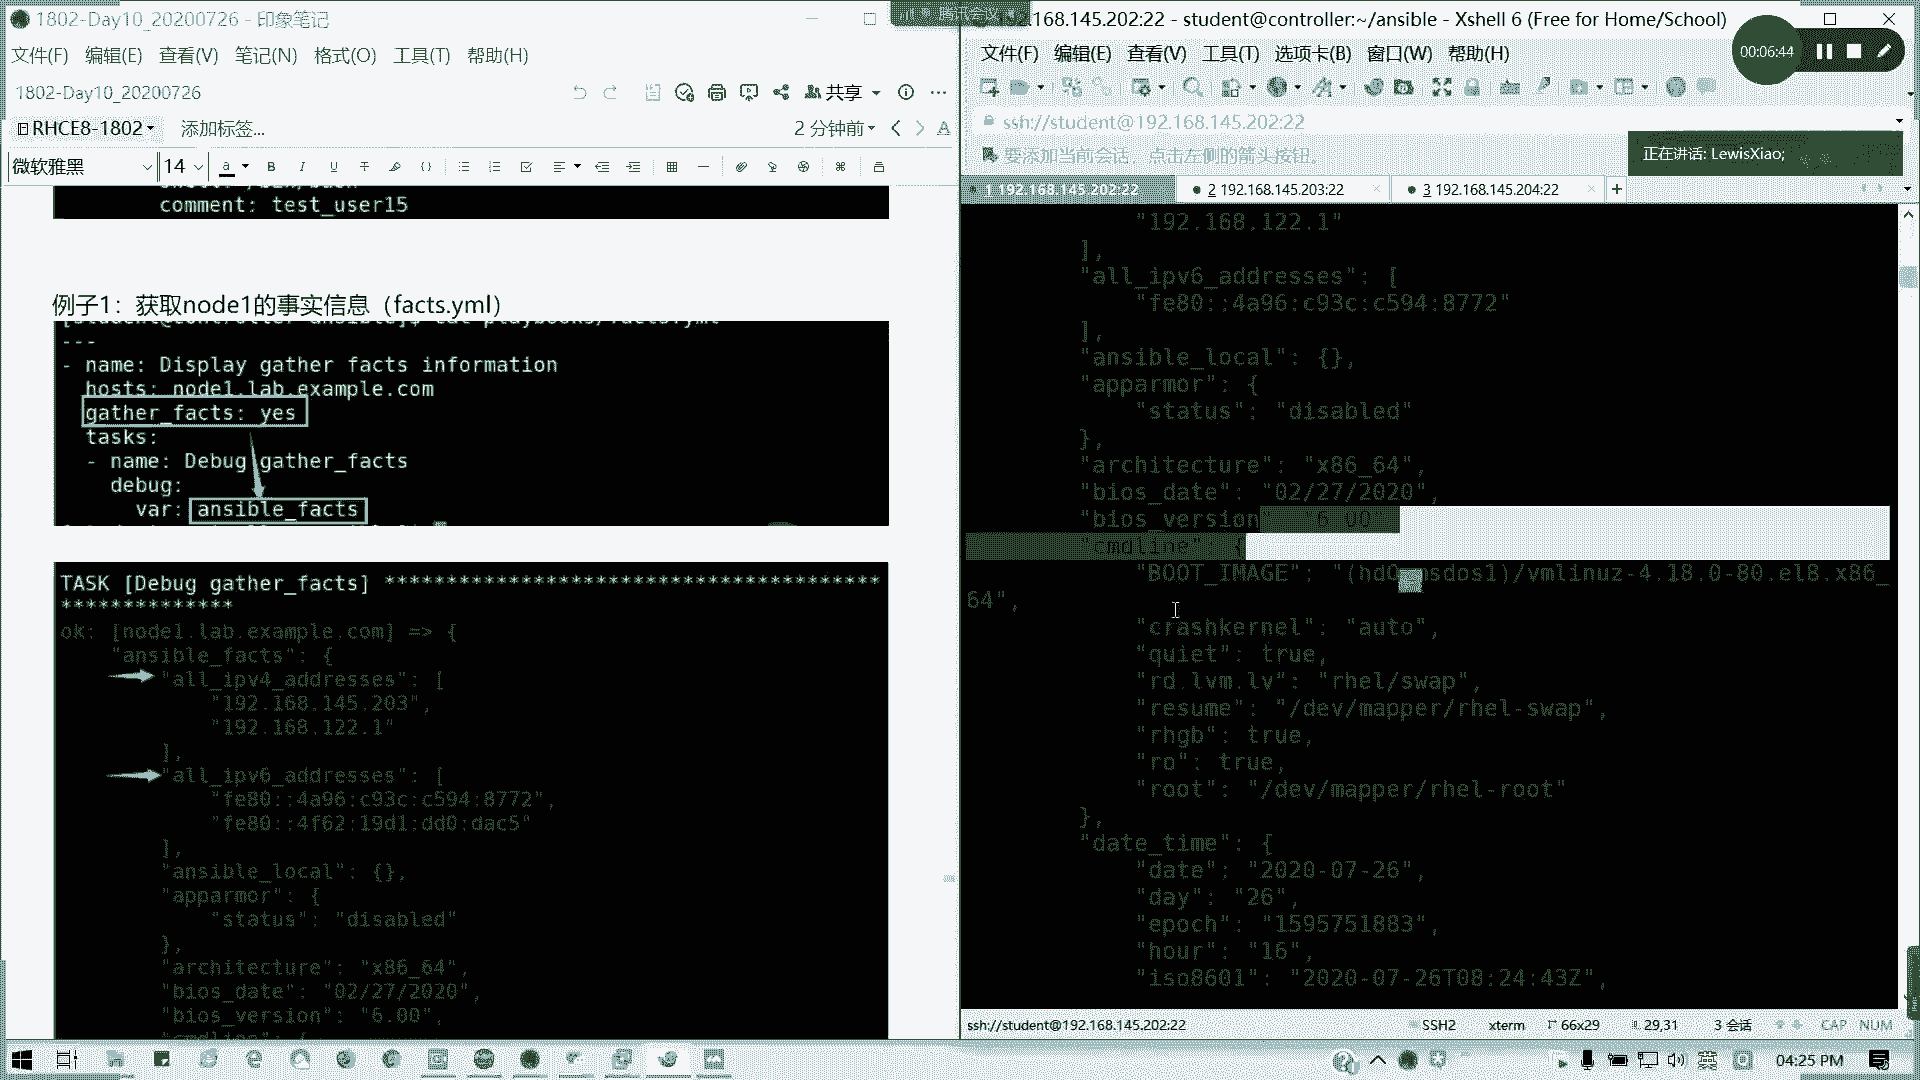 1802-Day10_20200726 - 印象笔记
文件(F) 编辑(E) 查看(V) 笔记(N) 格式(O) 工具(T) 帮助(H)
1802-Day10_20200726
共享
RHCE8-1802
添加标签...
2 分钟前
微软雅黑
14
comment: test_user15
例子1：获取node1的事实信息（facts.yml）
---
- name: Display gather facts information
hosts: node1.lab.example.com
gather_facts: yes
tasks:
- name: Debug gather_facts
debug:
var: ansible_facts
TASK [Debug gather_facts] ***************************************
**************
ok: [node1.lab.example.com] => {
"ansible_facts": {
"all_ipv4_addresses": [
"192.168.145.203",
"192.168.122.1"
],
"all_ipv6_addresses": [
"fe80::4a96:c93c:c594:8772",
"fe80::4f62:19d1:dd0:dac5"
],
"ansible_local": {},
"apparmor": {
"status": "disabled"
},
"architecture": "x86_64",
"bios_date": "02/27/2020",
"bios_version": "6.00",
"cmdline": {
腾讯会议
168.145.202:22 - student@controller:~/ansible - Xshell 6 (Free for Home/School)
00:06:44
文件(F) 编辑(E) 查看(V) 工具(T) 选项卡(B) 窗口(W) 帮助(H)
ssh://student@192.168.145.202:22
要添加当前会话，点击左侧的箭头按钮。
正在讲话: LewisXiao;
1 192.168.145.202:22
2 192.168.145.203:22
3 192.168.145.204:22
"192.168.122.1"
],
"all_ipv6_addresses": [
"fe80::4a96:c93c:c594:8772"
],
"ansible_local": {},
"apparmor": {
"status": "disabled"
},
"architecture": "x86_64",
"bios_date": "02/27/2020",
"bios_version": "6.00",
"cmdline": {
"BOOT_IMAGE": "(hd0,msdos1)/vmlinuz-4.18.0-80.el8.x86_
64",
"crashkernel": "auto",
"quiet": true,
"rd.lvm.lv": "rhel/swap",
"resume": "/dev/mapper/rhel-swap",
"rhgb": true,
"ro": true,
"root": "/dev/mapper/rhel-root"
},
"date_time": {
"date": "2020-07-26",
"day": "26",
"epoch": "1595751883",
"hour": "16",
"iso8601": "2020-07-26T08:24:43Z",
ssh://student@192.168.145.202:22
SSH2
xterm
66x29
29,31
3 会话
CAP NUM
英
04:25 PM